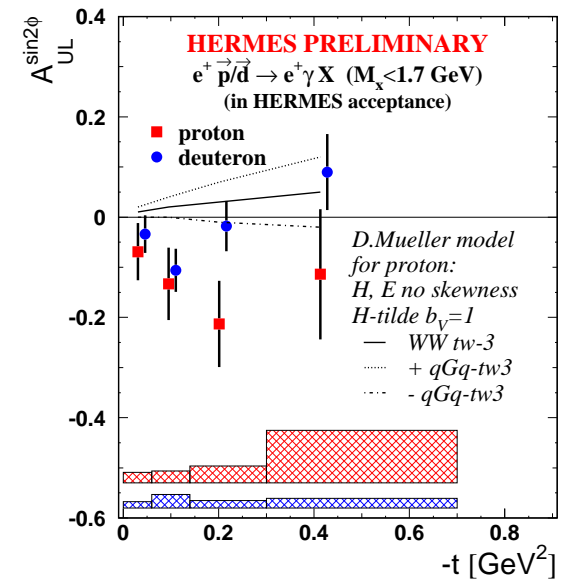 A_UL^sin2ϕ
HERMES PRELIMINARY
e⁺ p⃗/d⃗ → e⁺γ X (Mₓ<1.7 GeV)
(in HERMES acceptance)
proton
deuteron
D.Mueller model
for proton:
H, E no skewness
H-tilde b_V=1
WW tw-3
+ qGq-tw3
- qGq-tw3
0.4
0.2
0
-0.2
-0.4
-0.6
0 0.2 0.4 0.6 0.8
-t [GeV²]